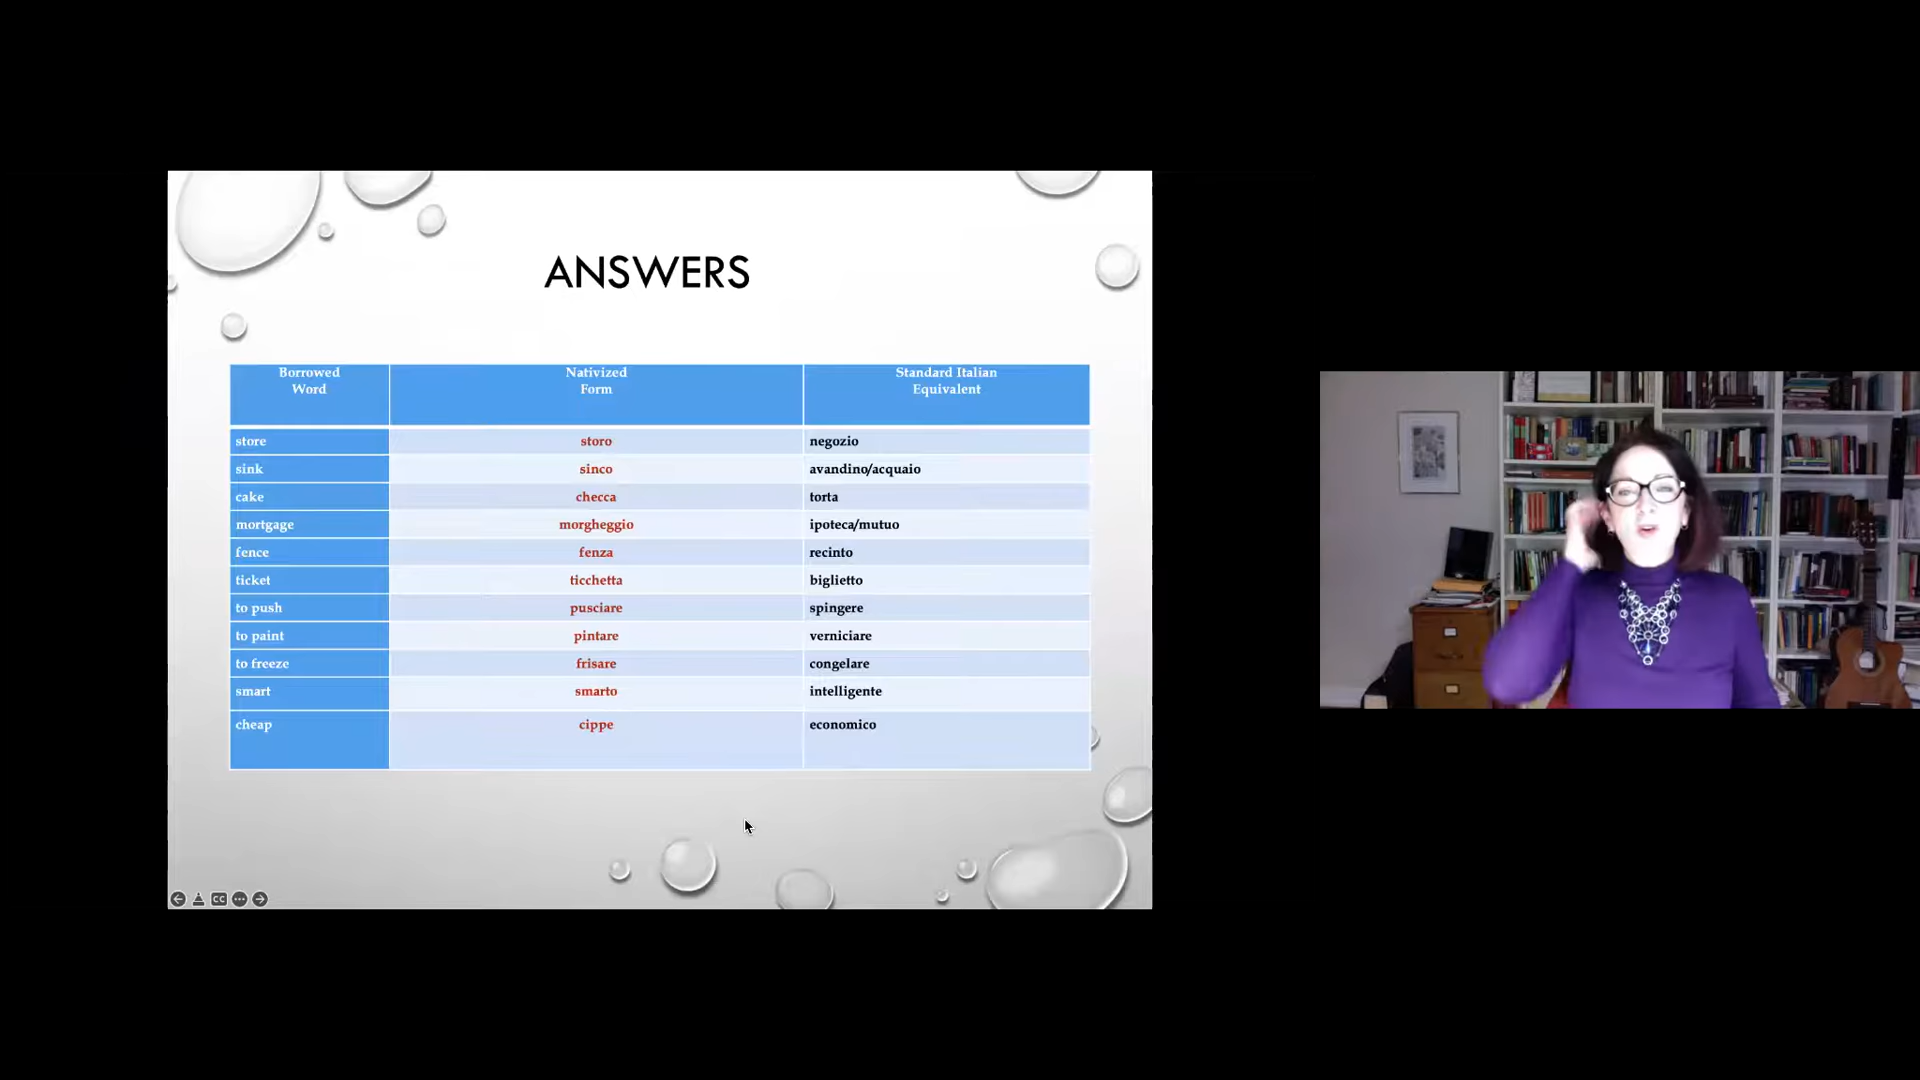 ANSWERS
Borrowed Word | Nativized Form | Standard Italian Equivalent
store | storo | negozio
sink | sinco | avandino/acquaio
cake | checca | torta
mortgage | morgheggio | ipoteca/mutuo
fence | fenza | recinto
ticket | ticchetta | biglietto
to push | pusciare | spingere
to paint | pintare | verniciare
to freeze | frisare | congelare
smart | smarto | intelligente
cheap | cippe | economico
CC